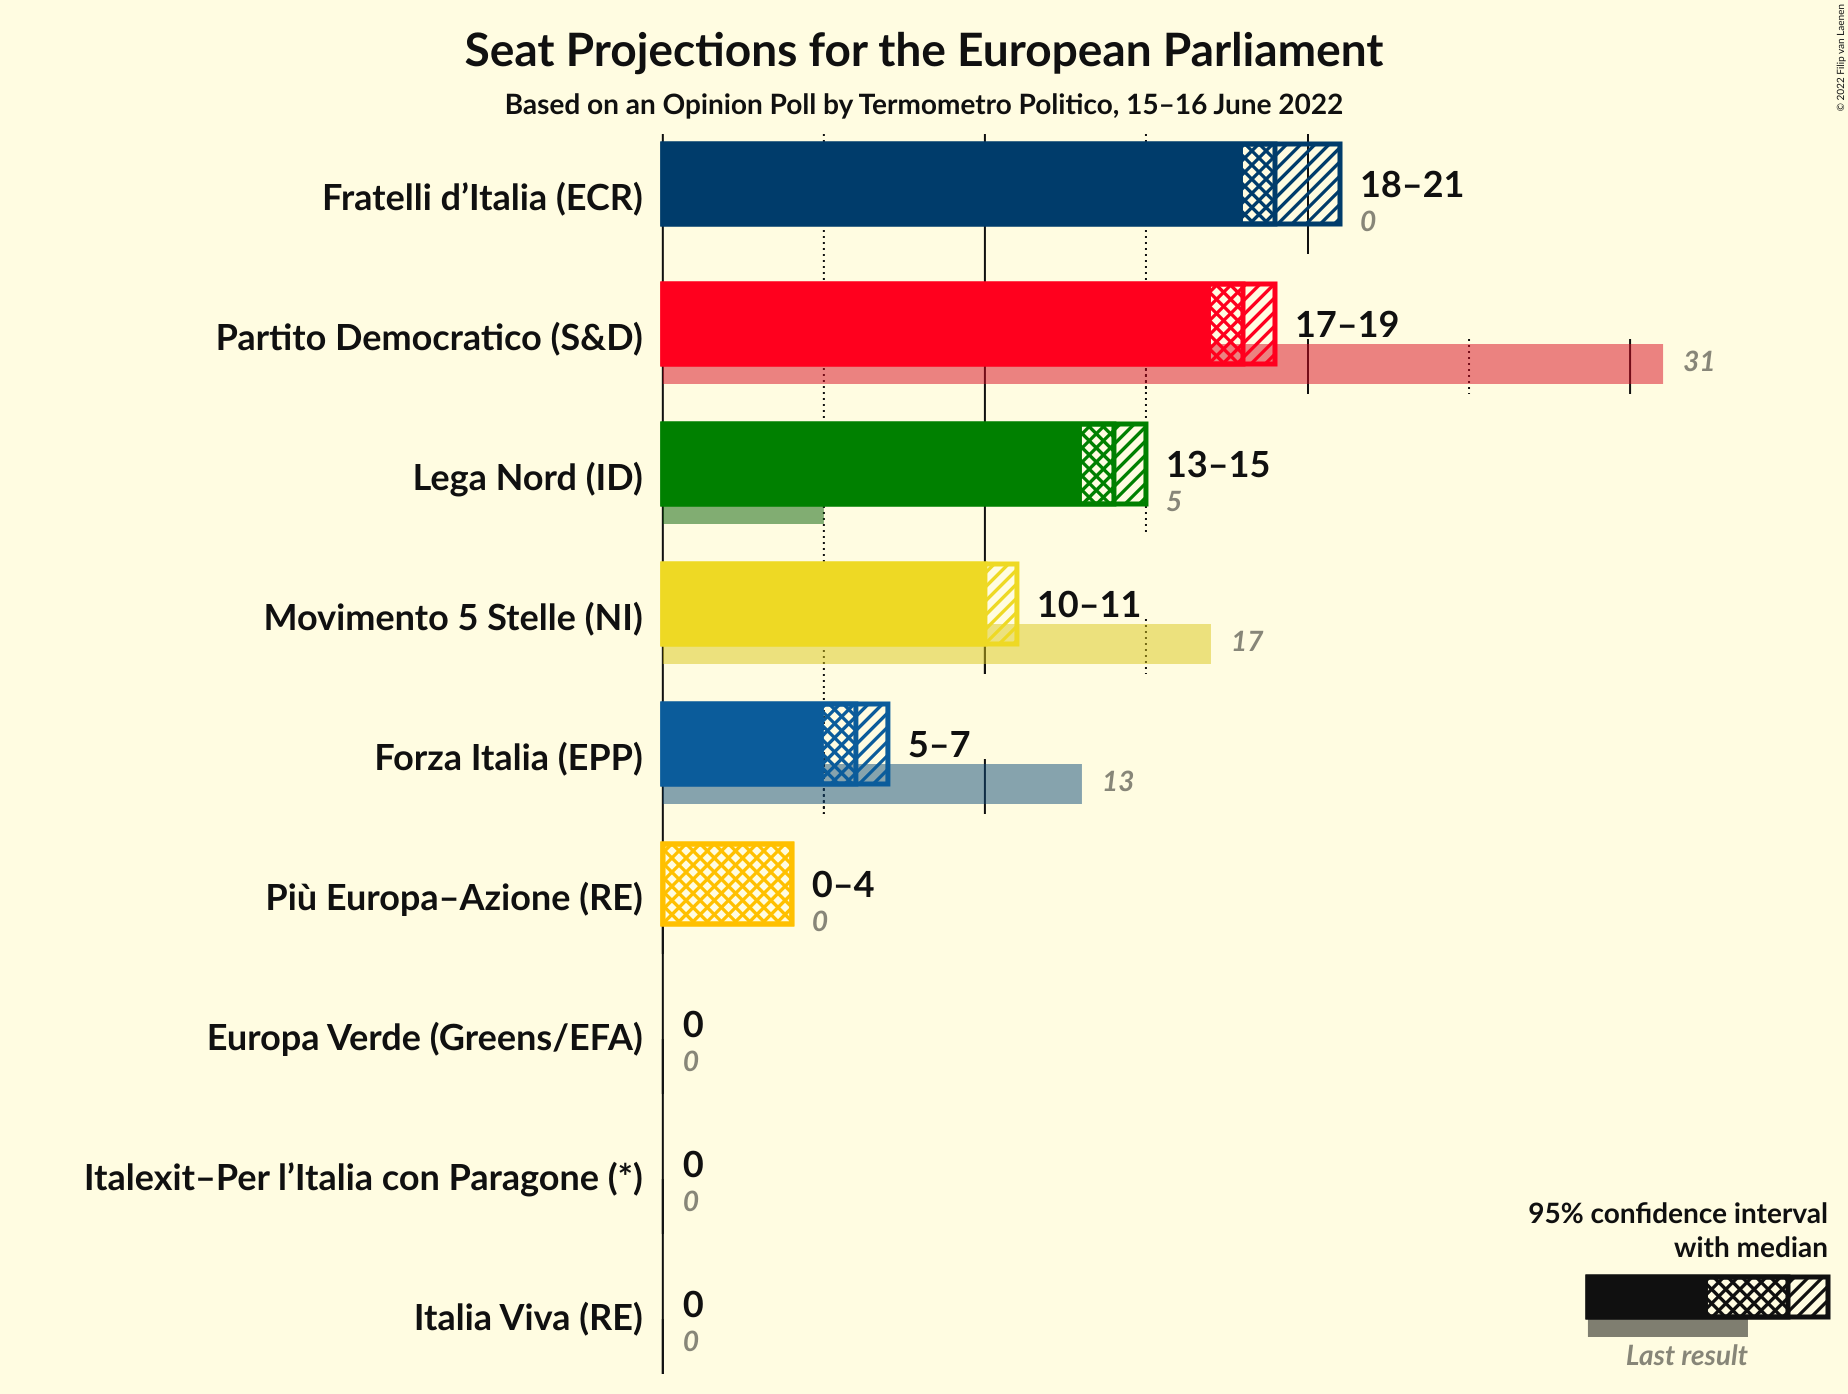 Seat Projections for the European Parliament
Based on an Opinion Poll by Termometro Politico, 15–16 June 2022
© 2022 Filip van Laenen
Fratelli d’Italia (ECR)
18–21
0
Partito Democratico (S&D)
17–19
31
Lega Nord (ID)
13–15
5
Movimento 5 Stelle (NI)
10–11
17
Forza Italia (EPP)
5–7
13
Più Europa–Azione (RE)
0–4
0
Europa Verde (Greens/EFA)
0
0
Italexit–Per l’Italia con Paragone (*)
0
0
Italia Viva (RE)
0
0
95% confidence interval
with median
Last result